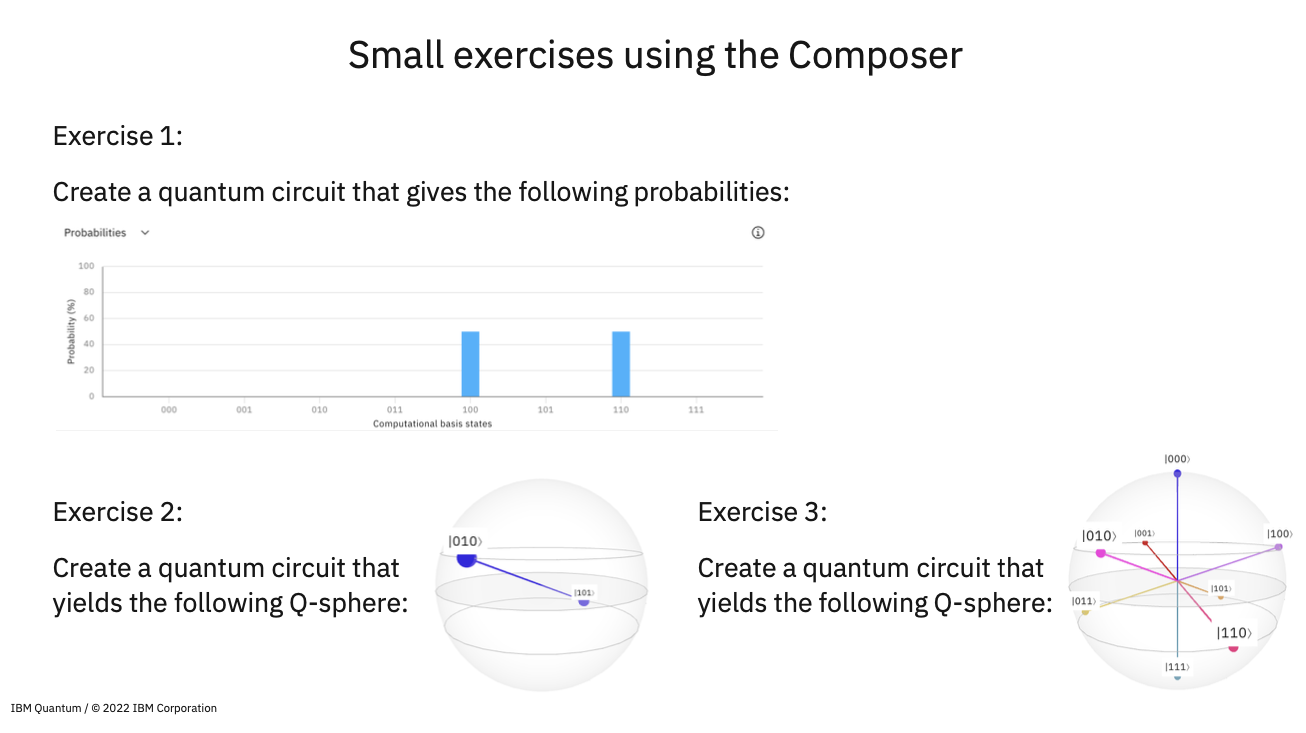 Small exercises using the Composer
Exercise 1:
Create a quantum circuit that gives the following probabilities:
Probabilities
Probability (%)
100
80
60
40
20
0
000 001 010 011 100 101 110 111
Computational basis states
Exercise 2:
Create a quantum circuit that
yields the following Q-sphere:
|010⟩
|101⟩
Exercise 3:
Create a quantum circuit that
yields the following Q-sphere:
|000⟩
|010⟩ |001⟩ |100⟩
|011⟩ |101⟩
|110⟩
|111⟩
IBM Quantum / © 2022 IBM Corporation